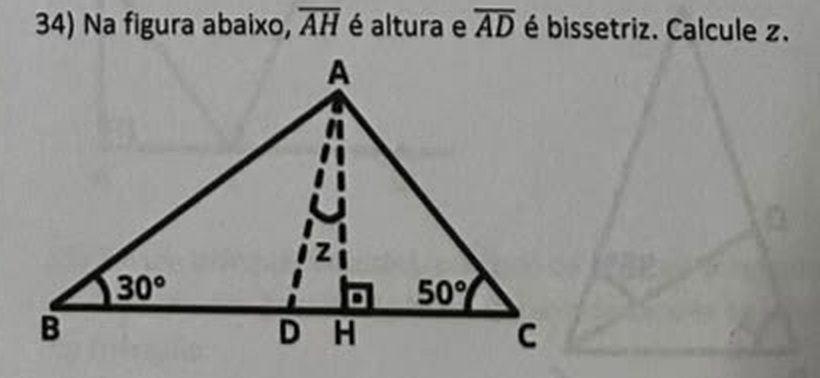 34) Na figura abaixo, AH é altura e AD é bissetriz. Calcule z.
A
z
30°
50°
B
D
H
C